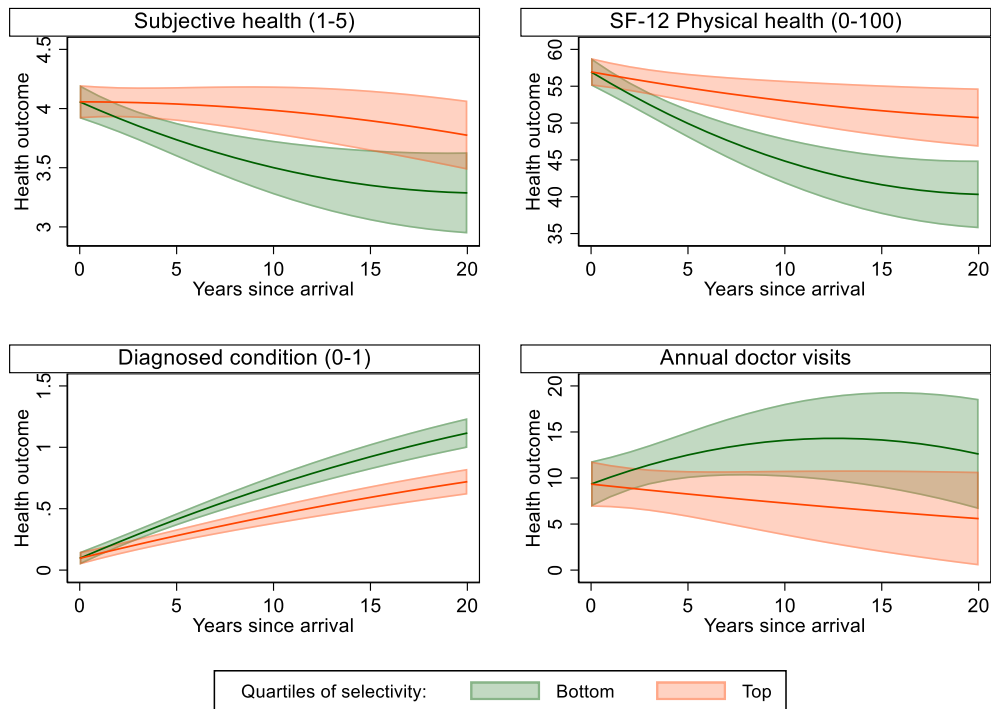 Subjective health (1-5)
Health outcome
4.5
4
3.5
3
0 5 10 15 20
Years since arrival
SF-12 Physical health (0-100)
Health outcome
60
55
50
45
40
35
0 5 10 15 20
Years since arrival
Diagnosed condition (0-1)
Health outcome
1.5
1
.5
0
0 5 10 15 20
Years since arrival
Annual doctor visits
Health outcome
20
15
10
5
0
0 5 10 15 20
Years since arrival
Quartiles of selectivity: Bottom Top